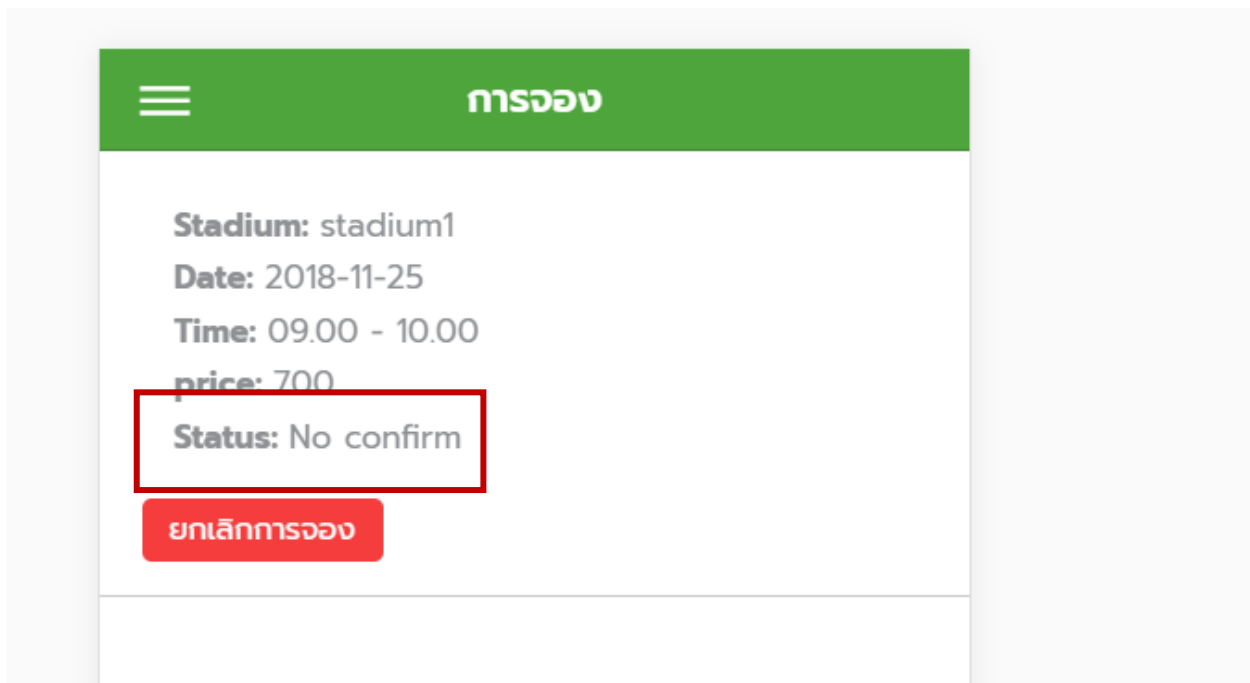 การจอง
Stadium: stadium1
Date: 2018-11-25
Time: 09.00 - 10.00
price: 700
Status: No confirm
ยกเลิกการจอง